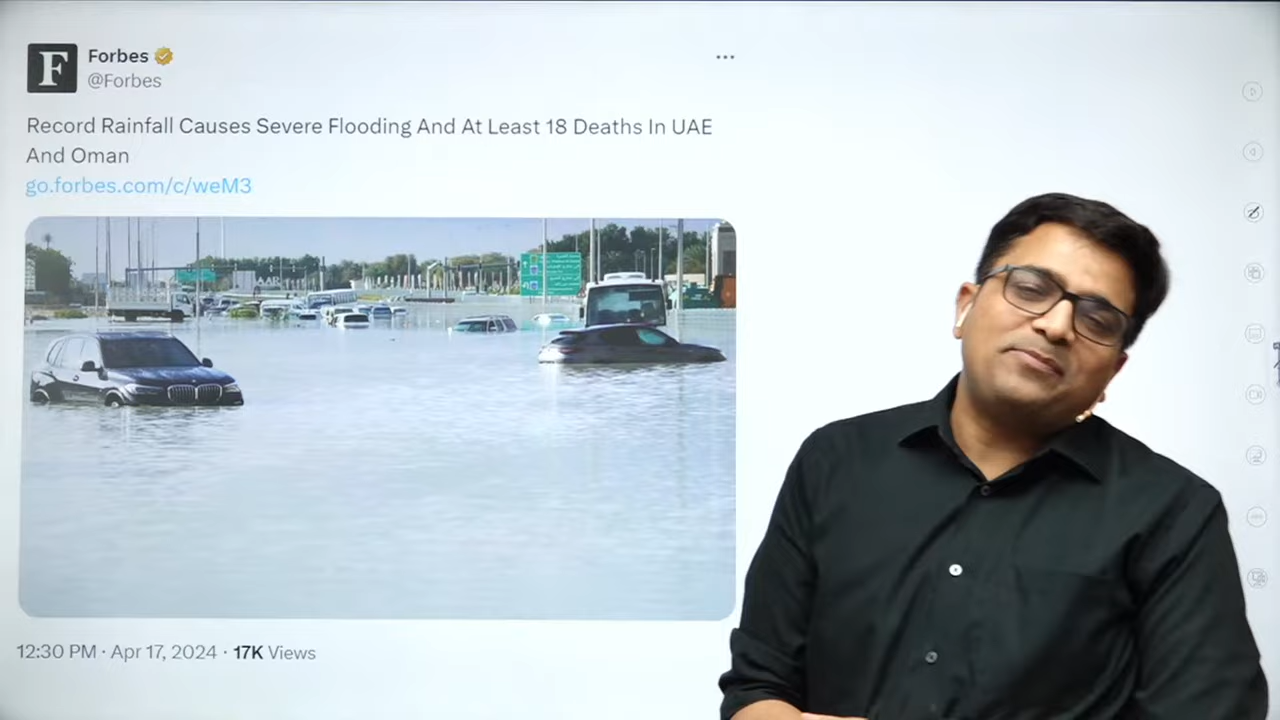 F
Forbes
@Forbes
...
Record Rainfall Causes Severe Flooding And At Least 18 Deaths In UAE
And Oman
go.forbes.com/c/weM3
12:30 PM · Apr 17, 2024 · 17K Views